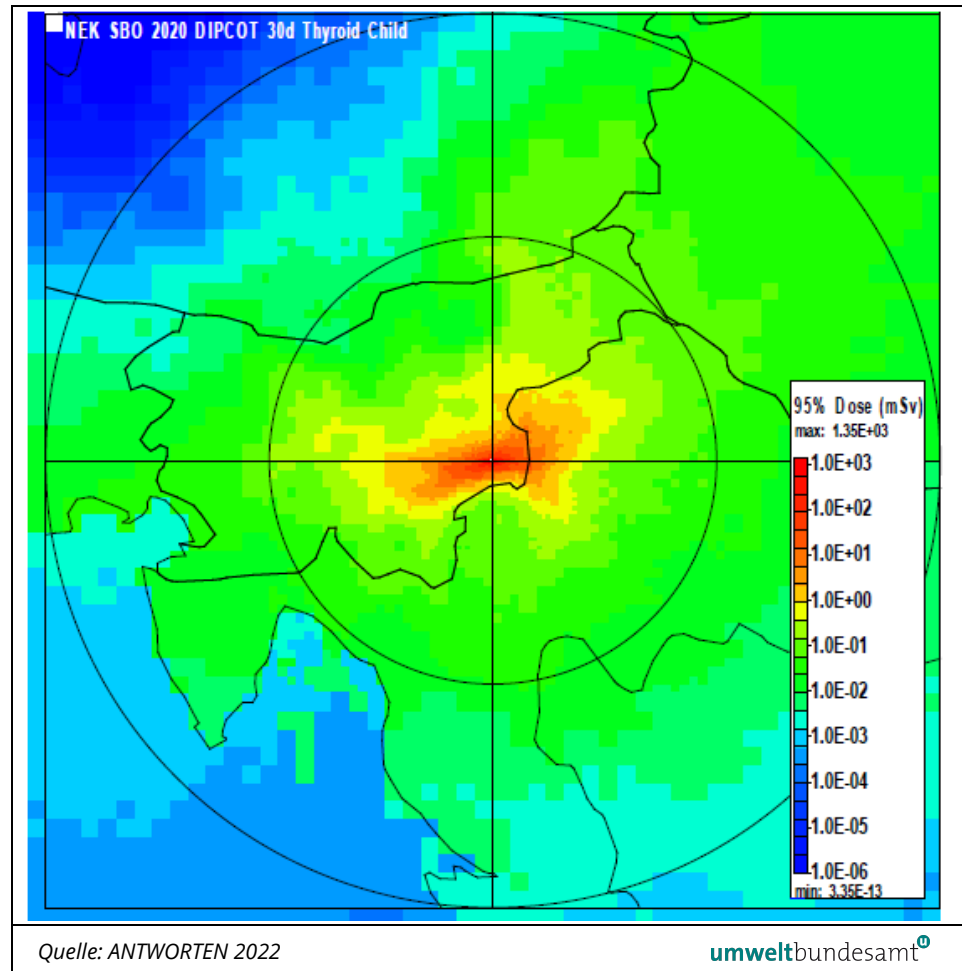 NEK SBO 2020 DIPCOT 30d Thyroid Child
95% Dose (mSv)
max: 1.35E+03
1.0E+03
1.0E+02
1.0E+01
1.0E+00
1.0E-01
1.0E-02
1.0E-03
1.0E-04
1.0E-05
1.0E-06
min: 3.35E-13
Quelle: ANTWORTEN 2022
umweltbundesamt ᵘ